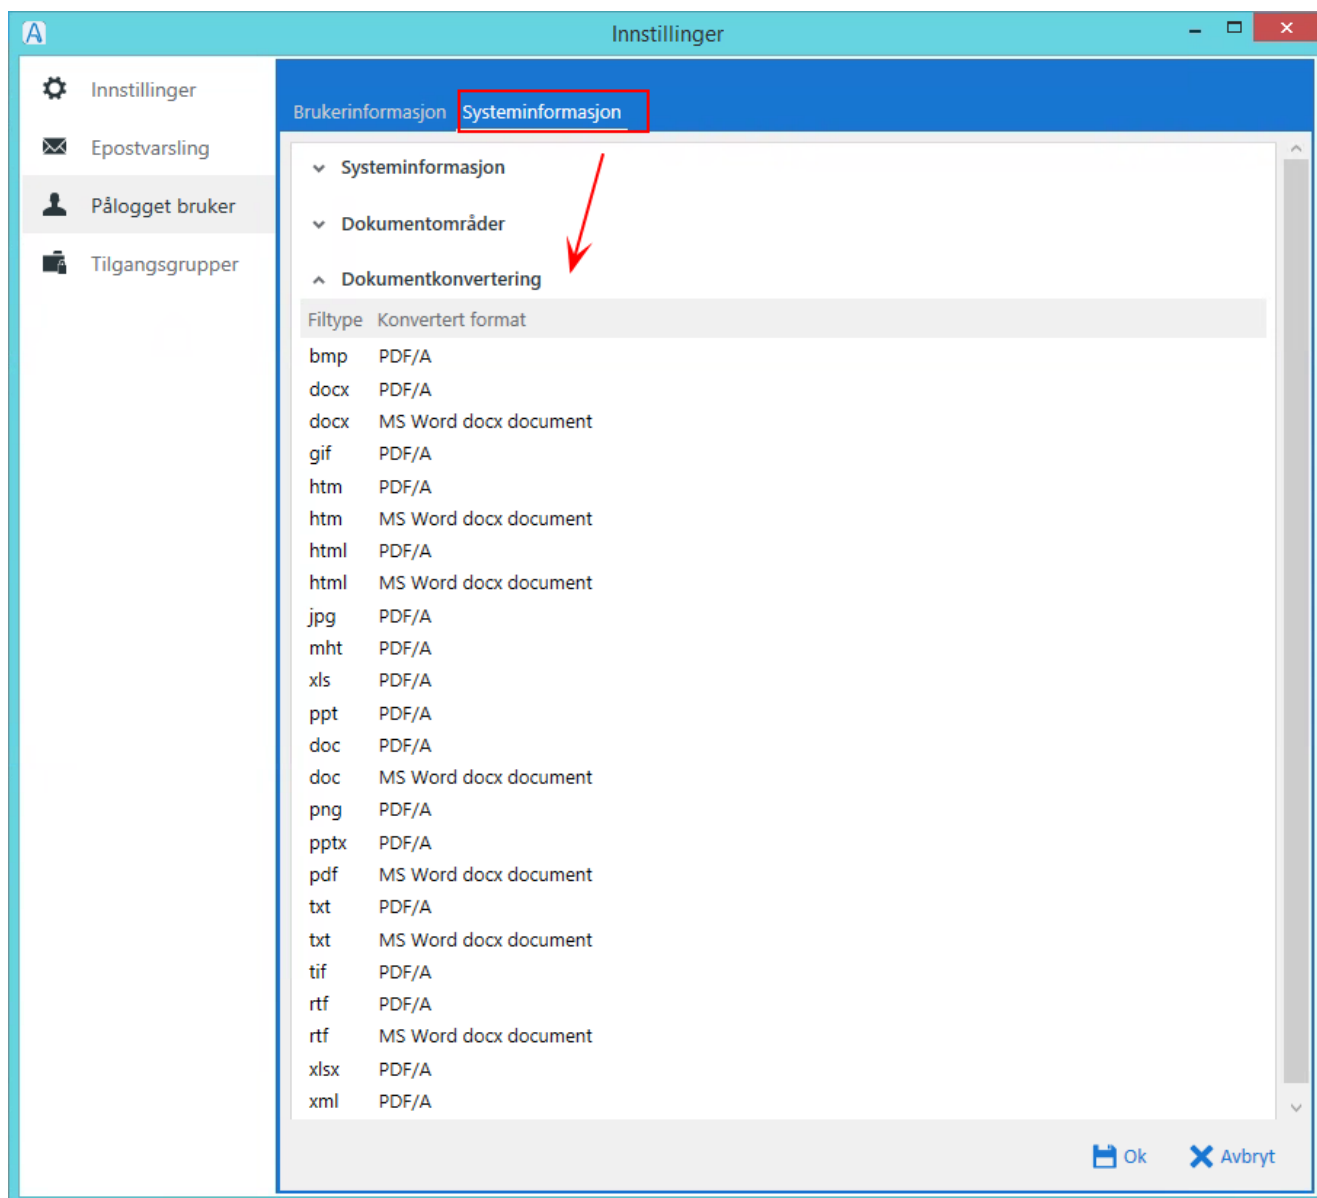 Innstillinger
Innstillinger
Epostvarsling
Pålogget bruker
Tilgangsgrupper
Brukerinformasjon Systeminformasjon
Systeminformasjon
Dokumentområder
Dokumentkonvertering
Filtype Konvertert format
bmp PDF/A
docx PDF/A
docx MS Word docx document
gif PDF/A
htm PDF/A
htm MS Word docx document
html PDF/A
html MS Word docx document
jpg PDF/A
mht PDF/A
xls PDF/A
ppt PDF/A
doc PDF/A
doc MS Word docx document
png PDF/A
pptx PDF/A
pdf MS Word docx document
txt PDF/A
txt MS Word docx document
tif PDF/A
rtf PDF/A
rtf MS Word docx document
xlsx PDF/A
xml PDF/A
Ok Avbryt